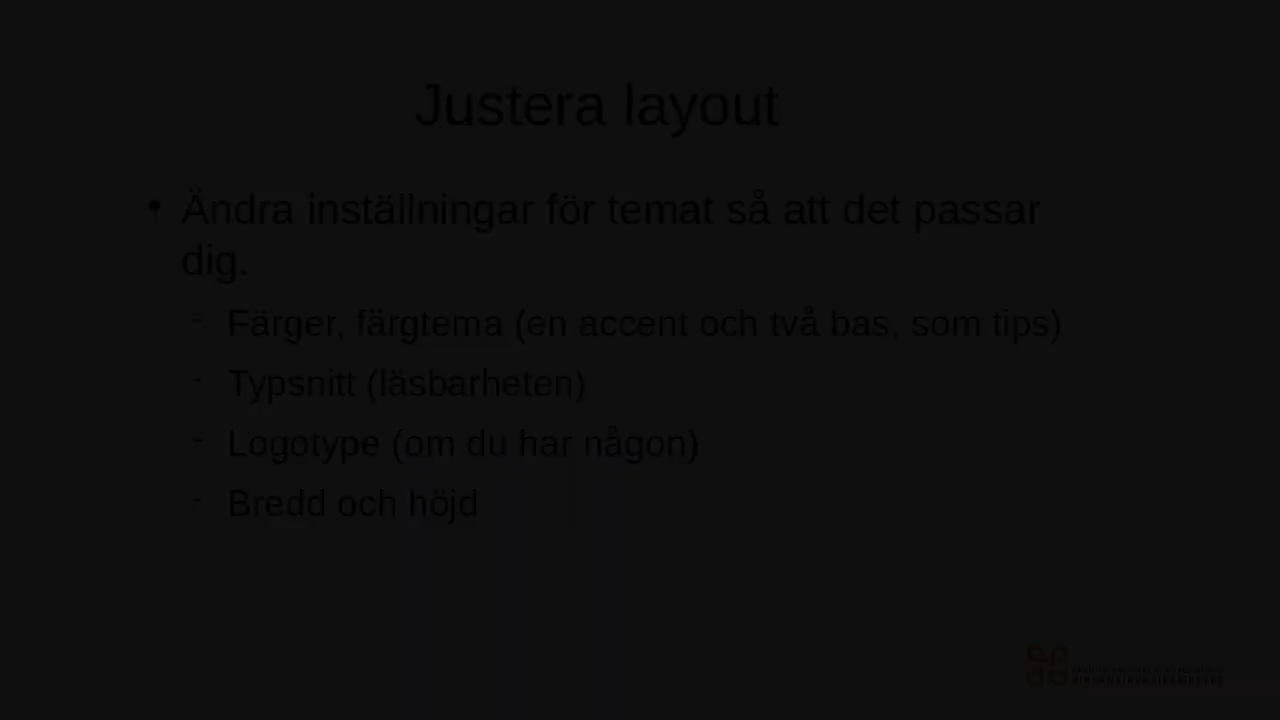 Justera layout
• Ändra inställningar för temat så att det passar
dig.
- Färger, färgtema (en accent och två bas, som tips)
- Typsnitt (läsbarheten)
- Logotype (om du har någon)
- Bredd och höjd